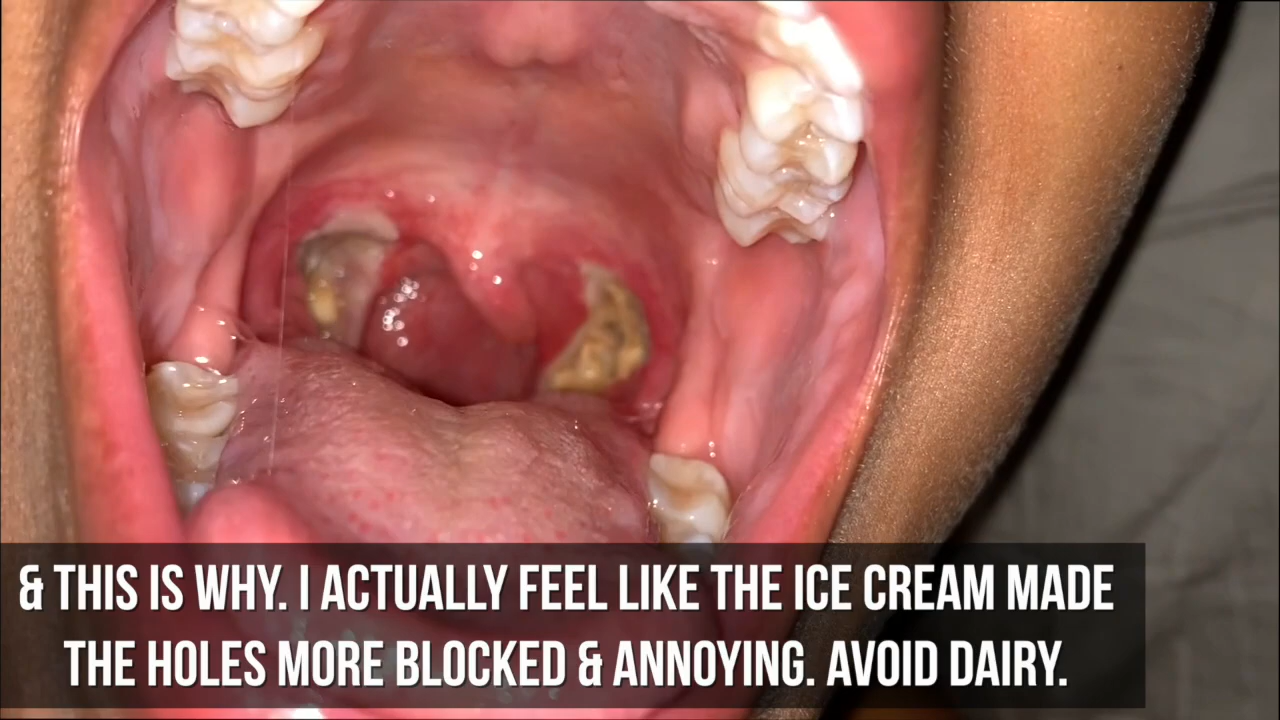 & THIS IS WHY. I ACTUALLY FEEL LIKE THE ICE CREAM MADE
THE HOLES MORE BLOCKED & ANNOYING. AVOID DAIRY.